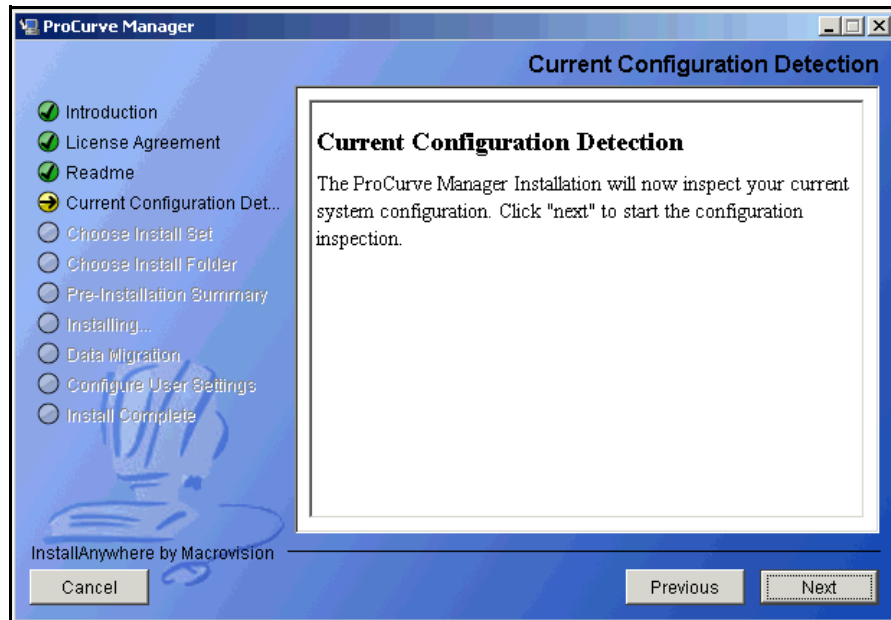 ProCurve Manager
Current Configuration Detection
Introduction
License Agreement
Readme
Current Configuration Det...
Choose Install Set
Choose Install Folder
Pre-Installation Summary
Installing...
Data Migration
Configure User Settings
Install Complete
Current Configuration Detection
The ProCurve Manager Installation will now inspect your current
system configuration. Click "next" to start the configuration
inspection.
InstallAnywhere by Macrovision
Cancel
Previous
Next